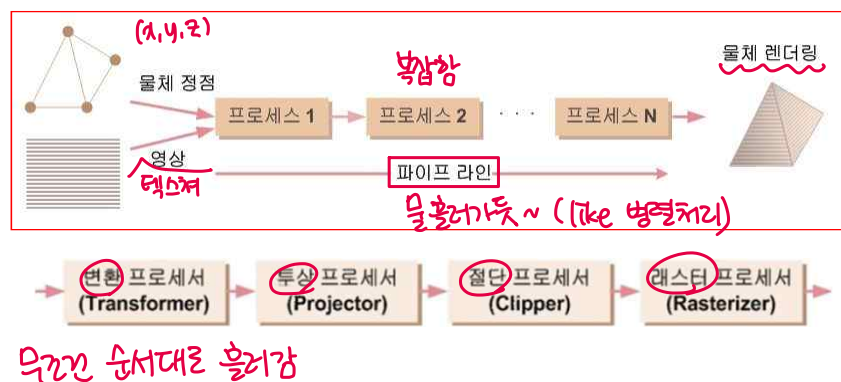 (x,y,z)
물체 정점
복잡함
물체 렌더링
프로세스 1
프로세스 2
· · ·
프로세스 N
영상
텍스쳐
파이프 라인
물 흘러가듯~ (like 병렬처리)
변환 프로세서
(Transformer)
투상 프로세서
(Projector)
절단 프로세서
(Clipper)
래스터 프로세서
(Rasterizer)
무조건 순서대로 흘러감